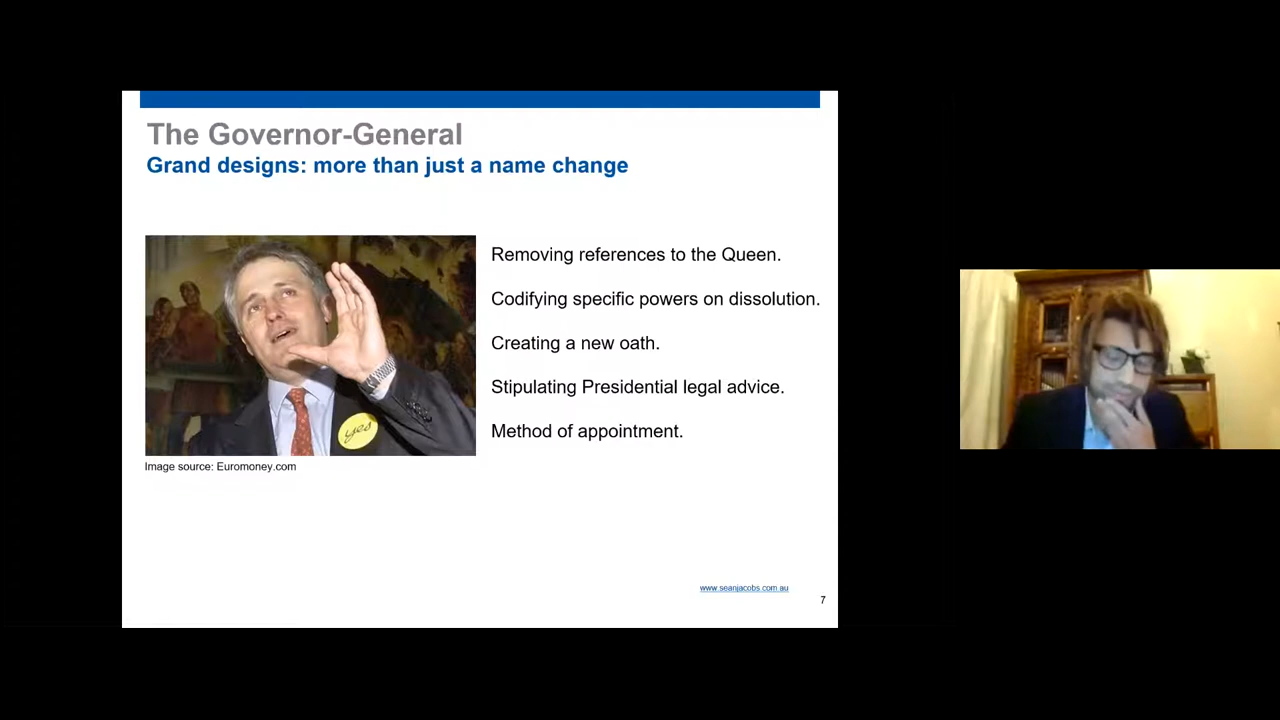 The Governor-General
Grand designs: more than just a name change
Removing references to the Queen.
Codifying specific powers on dissolution.
Creating a new oath.
Stipulating Presidential legal advice.
Method of appointment.
yes
Image source: Euromoney.com
www.seanjacobs.com.au
7